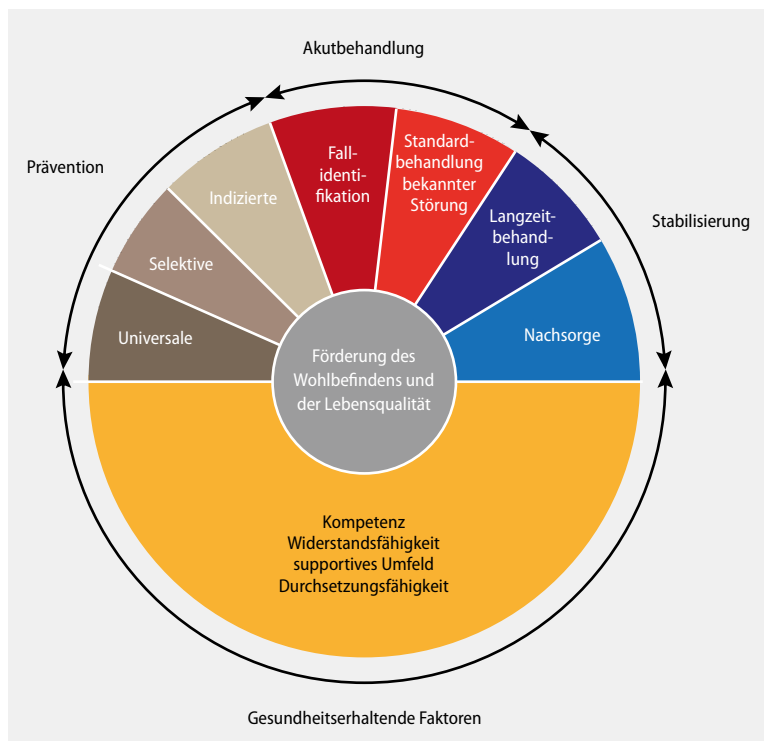 Akutbehandlung
Prävention
Stabilisierung
Fall-
identi-
fikation
Standard-
behandlung
bekannter
Störung
Indizierte
Langzeit-
behand-
lung
Selektive
Universale
Nachsorge
Förderung des
Wohlbefindens und
der Lebensqualität
Kompetenz
Widerstandsfähigkeit
supportives Umfeld
Durchsetzungsfähigkeit
Gesundheitserhaltende Faktoren